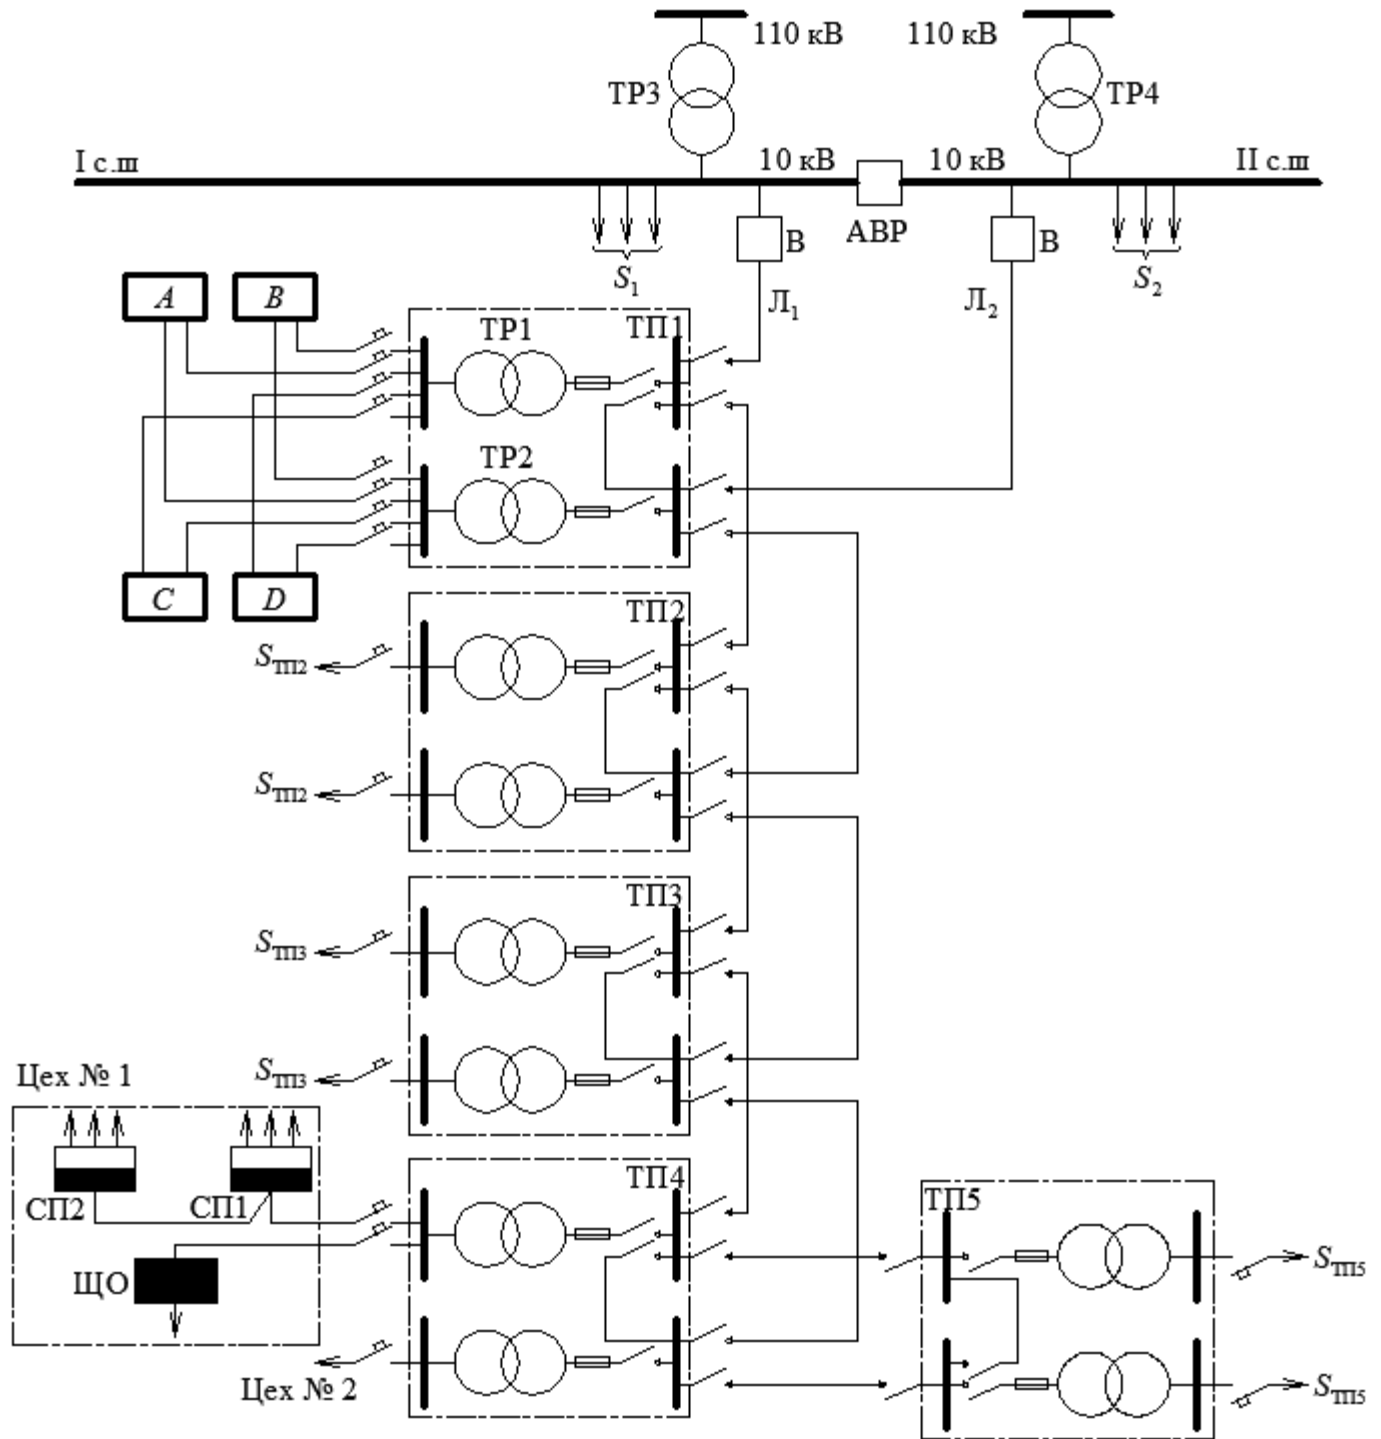 110 кВ 110 кВ
ТР3 ТР4
I с.ш 10 кВ 10 кВ II с.ш
В АВР В
S1 S2
A B Л1 Л2
ТР1 ТП1
ТР2
C D
ТП2
SТП2
SТП2
ТП3
SТП3
SТП3
Цех № 1
ТП4
СП2 СП1 ТП5
ЩО SТП5
Цех № 2 SТП5